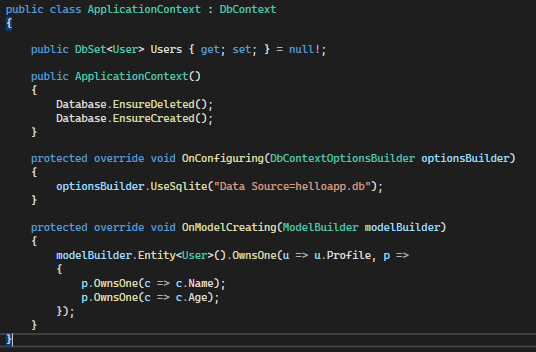 public class ApplicationContext : DbContext
{
    public DbSet<User> Users { get; set; } = null!;
    public ApplicationContext()
    {
        Database.EnsureDeleted();
        Database.EnsureCreated();
    }
    protected override void OnConfiguring(DbContextOptionsBuilder optionsBuilder)
    {
        optionsBuilder.UseSqlite("Data Source=helloapp.db");
    }
    protected override void OnModelCreating(ModelBuilder modelBuilder)
    {
        modelBuilder.Entity<User>().OwnsOne(u => u.Profile, p =>
        {
            p.OwnsOne(c => c.Name);
            p.OwnsOne(c => c.Age);
        });
    }
}